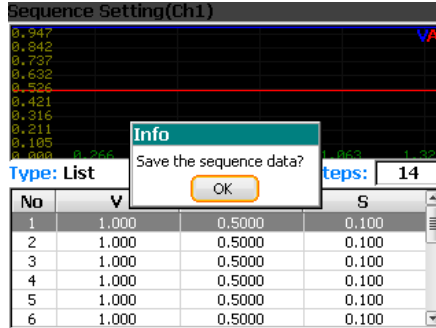 Sequence Setting(Ch1)
0.947
VA
0.842
0.737
0.632
0.526
0.421
0.316
0.211
0.105
0.000 0.266 1.063 1.32
Info
Save the sequence data?
OK
Type: List teps: 14
No V S
1 1.000 0.5000 0.100
2 1.000 0.5000 0.100
3 1.000 0.5000 0.100
4 1.000 0.5000 0.100
5 1.000 0.5000 0.100
6 1.000 0.5000 0.100